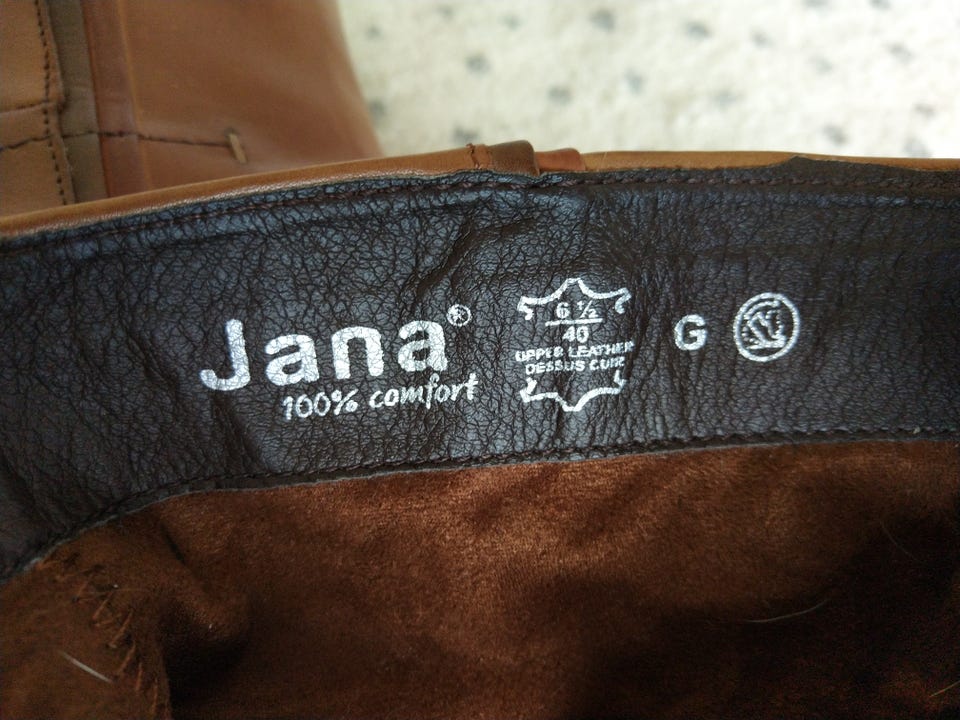 Jana®
100% comfort
6 ½
40
UPPER LEATHER
DESSUS CUIR
G